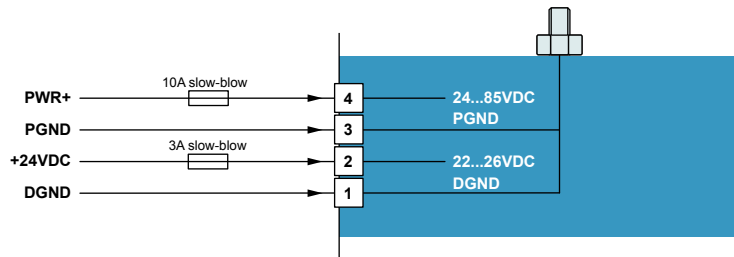 10A slow-blow
PWR+ 4 24...85VDC
PGND 3 PGND
3A slow-blow
+24VDC 2 22...26VDC
DGND 1 DGND